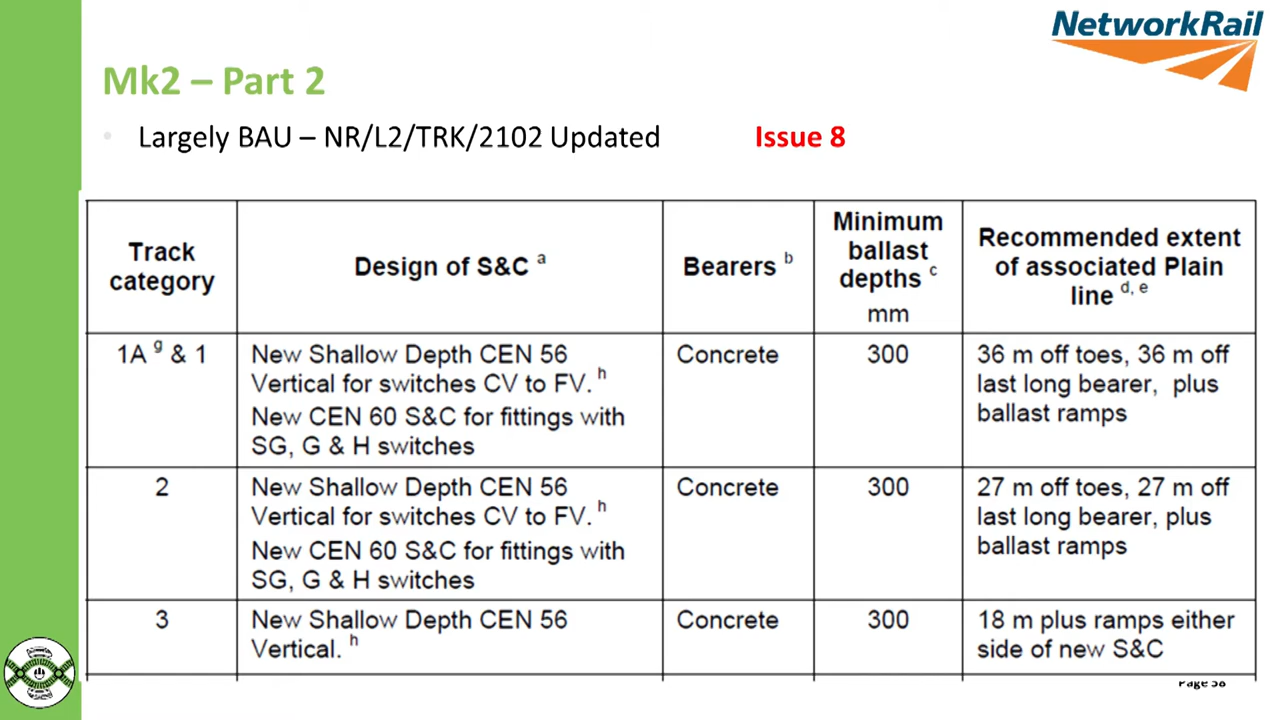 NetworkRail
Mk2 – Part 2
• Largely BAU – NR/L2/TRK/2102 Updated Issue 8
Track category
Design of S&C a
Bearers b
Minimum ballast depths c mm
Recommended extent of associated Plain line d, e
1A g & 1
New Shallow Depth CEN 56
Vertical for switches CV to FV. h
New CEN 60 S&C for fittings with
SG, G & H switches
Concrete
300
36 m off toes, 36 m off
last long bearer, plus
ballast ramps
2
New Shallow Depth CEN 56
Vertical for switches CV to FV. h
New CEN 60 S&C for fittings with
SG, G & H switches
Concrete
300
27 m off toes, 27 m off
last long bearer, plus
ballast ramps
3
New Shallow Depth CEN 56
Vertical. h
Concrete
300
18 m plus ramps either
side of new S&C
Page 38